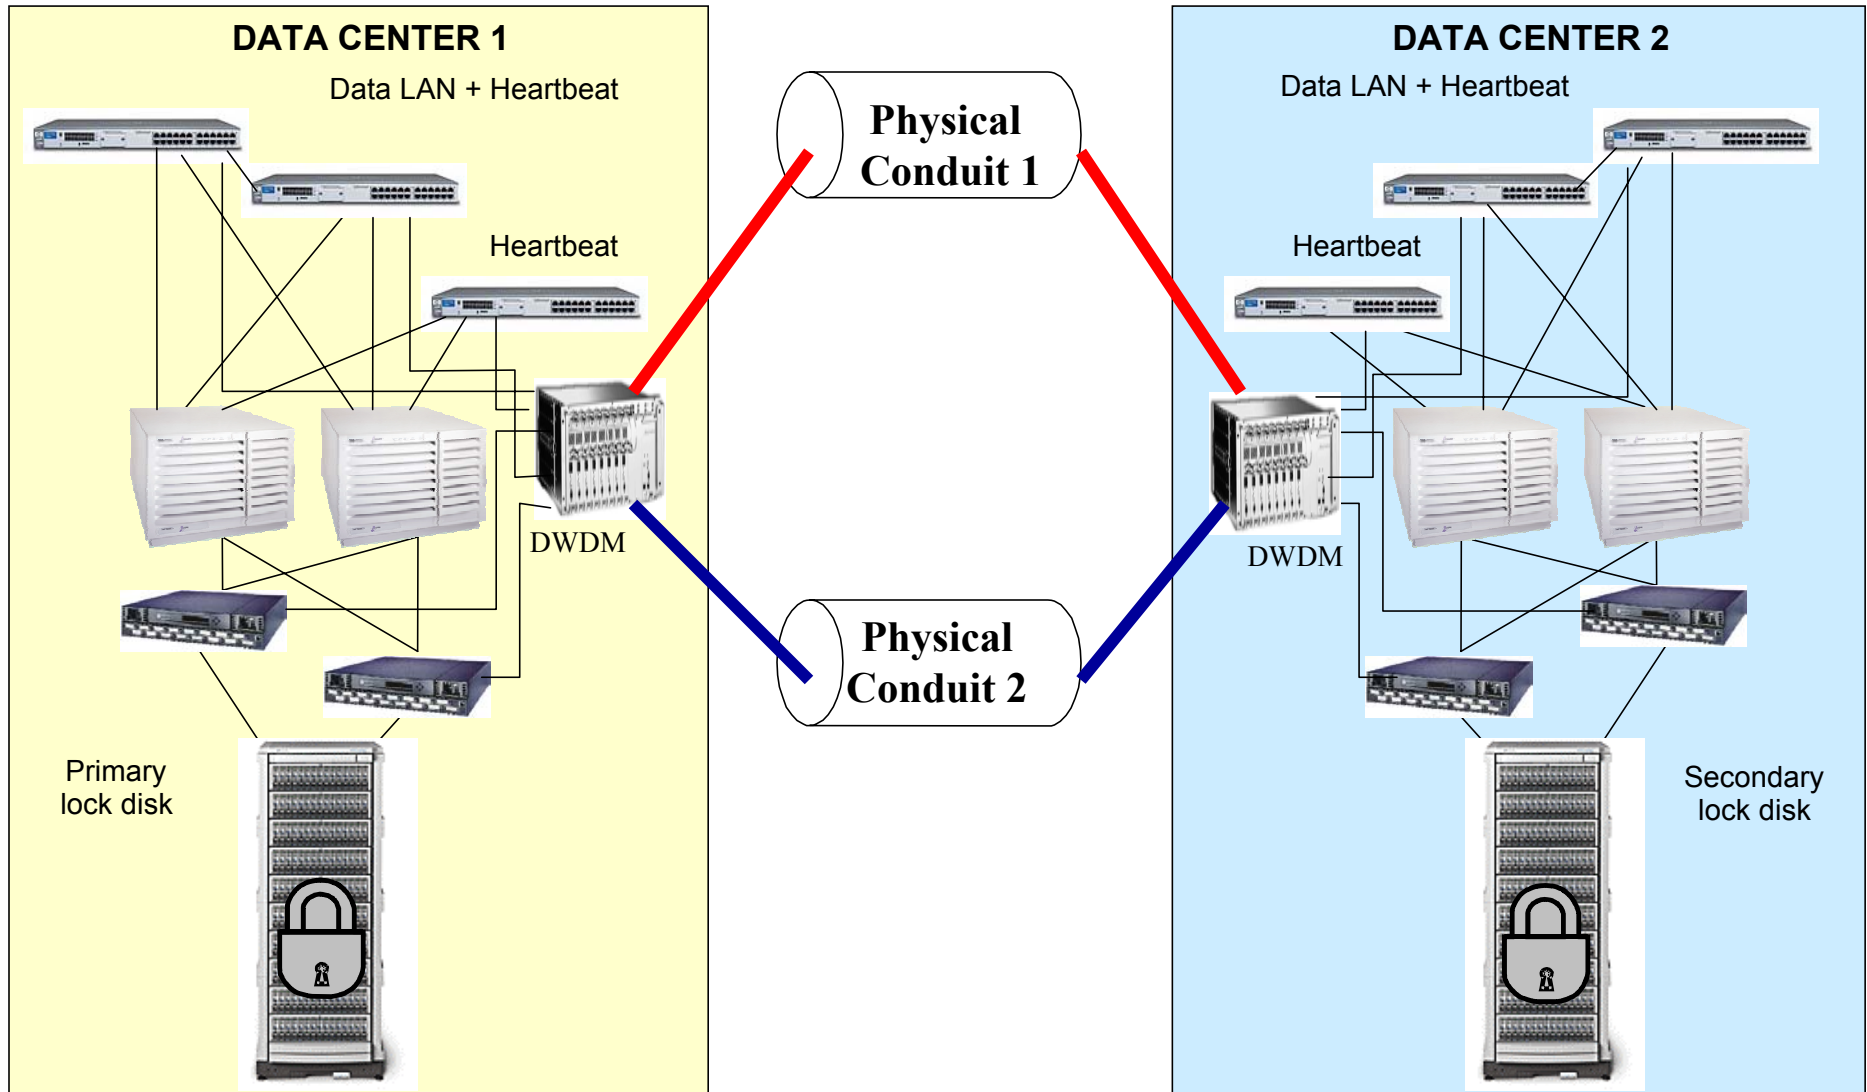 DATA CENTER 1
Data LAN + Heartbeat
Heartbeat
DWDM
Primary
lock disk
Physical
Conduit 1
Physical
Conduit 2
DATA CENTER 2
Data LAN + Heartbeat
Heartbeat
DWDM
Secondary
lock disk